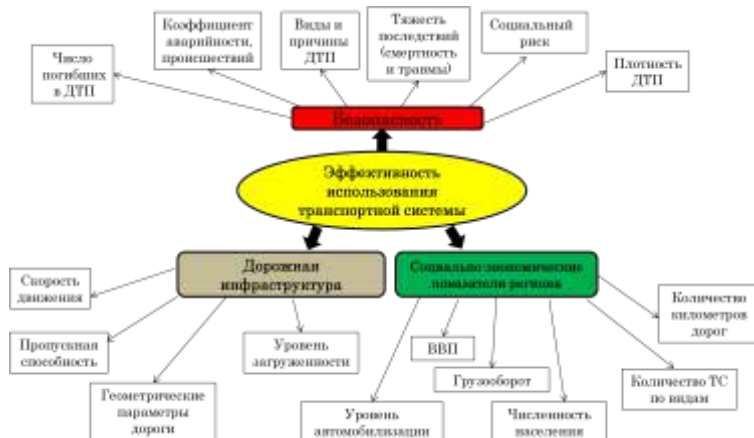 Число
погибших
в ДТП
Коэффициент
аварийности,
происшествий
Виды и
причины
ДТП
Тяжесть
последствий
(смертность
и травмы)
Социальный
риск
Плотность
ДТП
Безопасность
Эффективность
использования
транспортной системы
Дорожная
инфраструктура
Социально-экономические
показатели региона
Скорость
движения
Пропускная
способность
Геометрические
параметры
дороги
Уровень
загруженности
Уровень
автомобилизации
ВВП
Грузооборот
Численность
населения
Количество ТС
по видам
Количество
километров
дорог